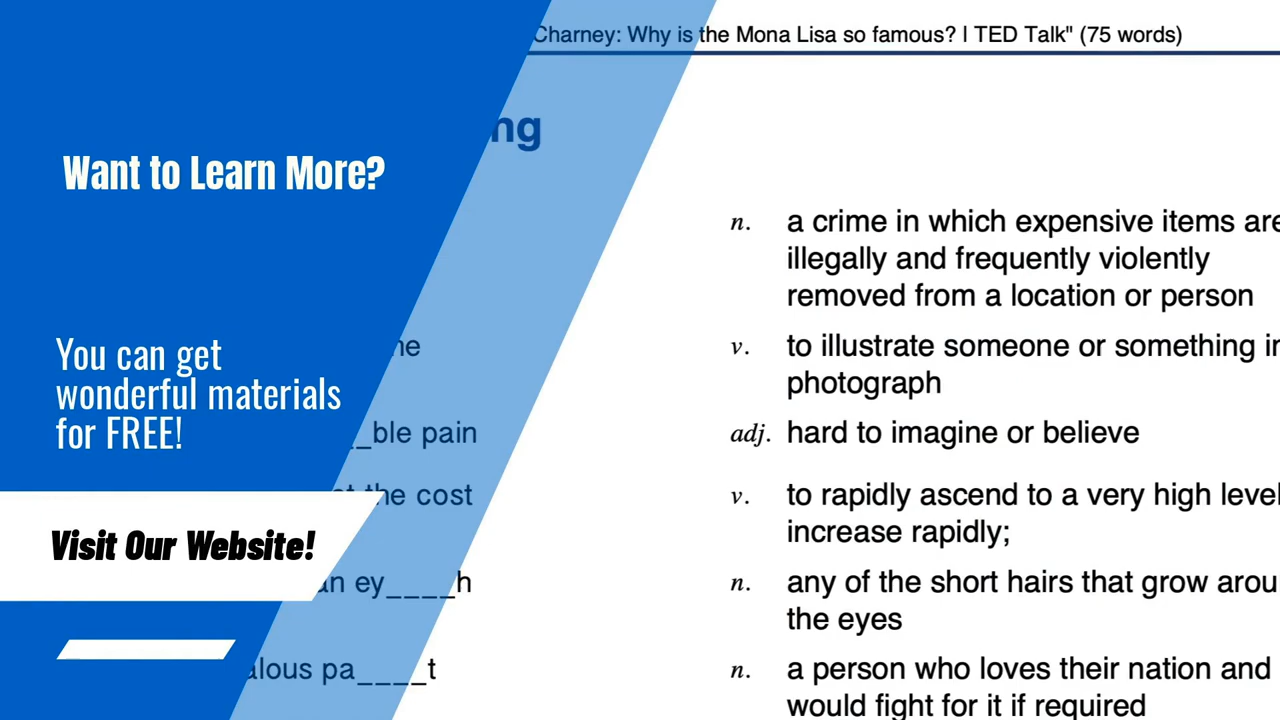 Charney: Why is the Mona Lisa so famous? | TED Talk" (75 words)
ng
Want to Learn More?
You can get
wonderful materials
for FREE!
Visit Our Website!
ne
_ble pain
the cost
an ey____h
alous pa____t
n. a crime in which expensive items are
illegally and frequently violently
removed from a location or person
v. to illustrate someone or something in
photograph
adj. hard to imagine or believe
v. to rapidly ascend to a very high level
increase rapidly;
n. any of the short hairs that grow arou
the eyes
n. a person who loves their nation and
would fight for it if required